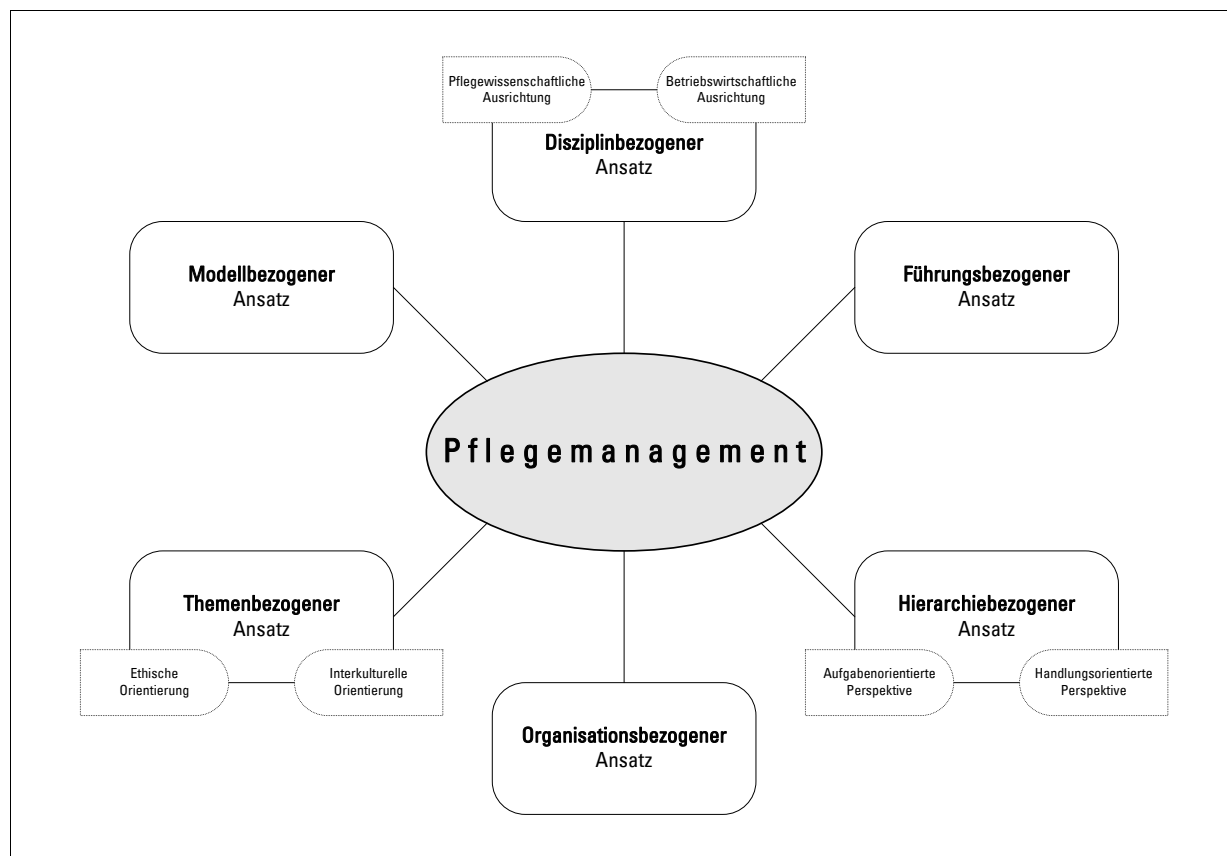 Pflegewissenschaftliche
Ausrichtung
Betriebswirtschaftliche
Ausrichtung
Disziplinbezogener
Ansatz
Modellbezogener
Ansatz
Führungsbezogener
Ansatz
Pflegemanagement
Themenbezogener
Ansatz
Ethische
Orientierung
Interkulturelle
Orientierung
Hierarchiebezogener
Ansatz
Aufgabenorientierte
Perspektive
Handlungsorientierte
Perspektive
Organisationsbezogener
Ansatz